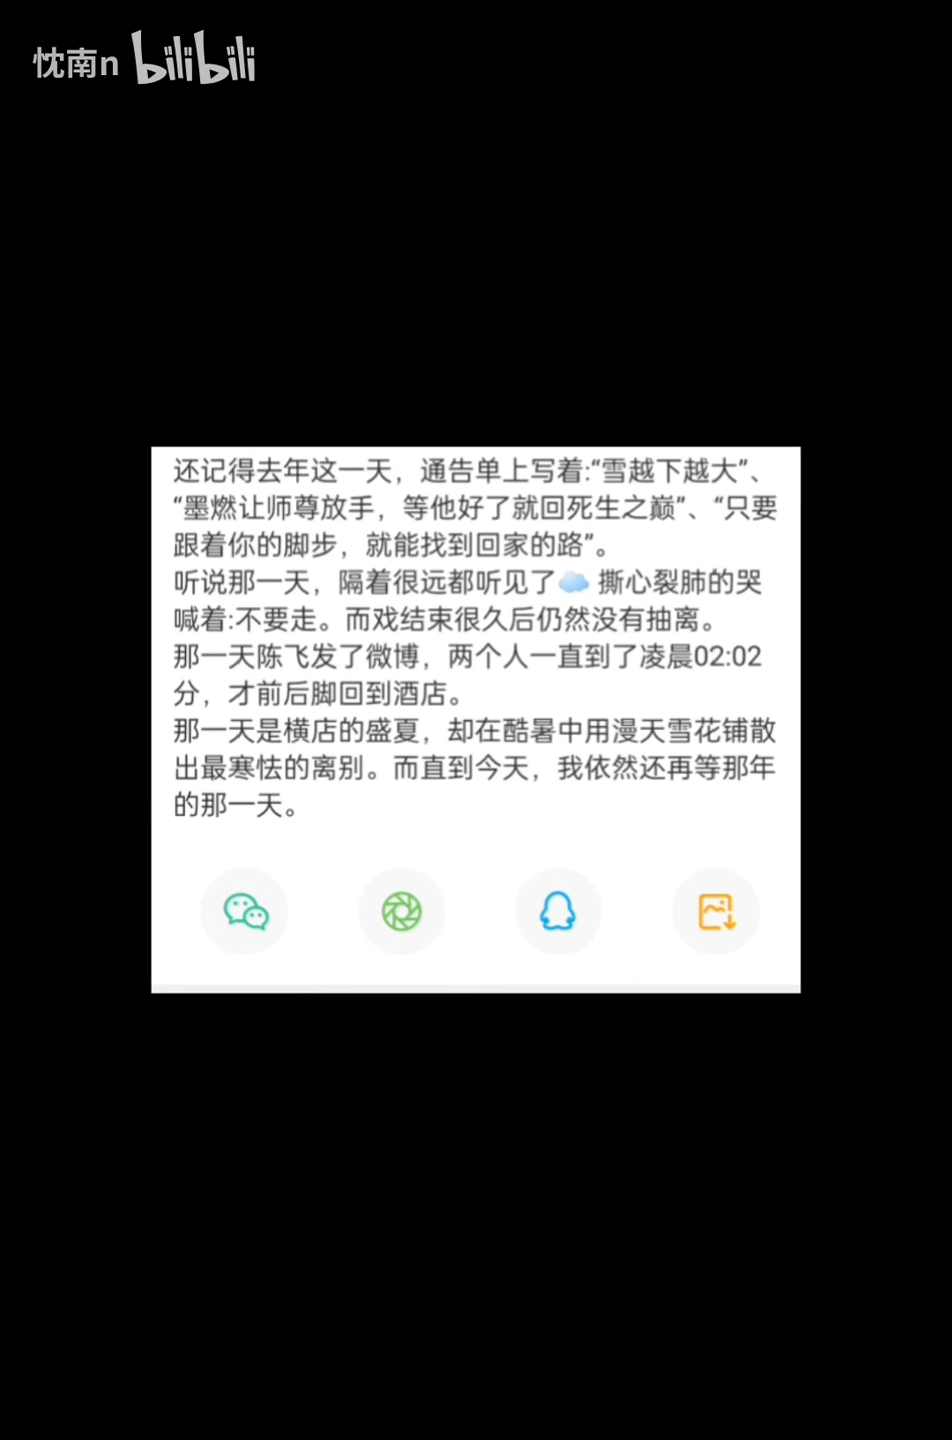 忱南n bilibili
还记得去年这一天，通告单上写着:“雪越下越大”、
“墨燃让师尊放手，等他好了就回死生之巅”、“只要
跟着你的脚步，就能找到回家的路”。
听说那一天，隔着很远都听见了☁️ 撕心裂肺的哭
喊着:不要走。而戏结束很久后仍然没有抽离。
那一天陈飞发了微博，两个人一直到了凌晨02:02
分，才前后脚回到酒店。
那一天是横店的盛夏，却在酷暑中用漫天雪花铺散
出最寒怯的离别。而直到今天，我依然还再等那年
的那一天。